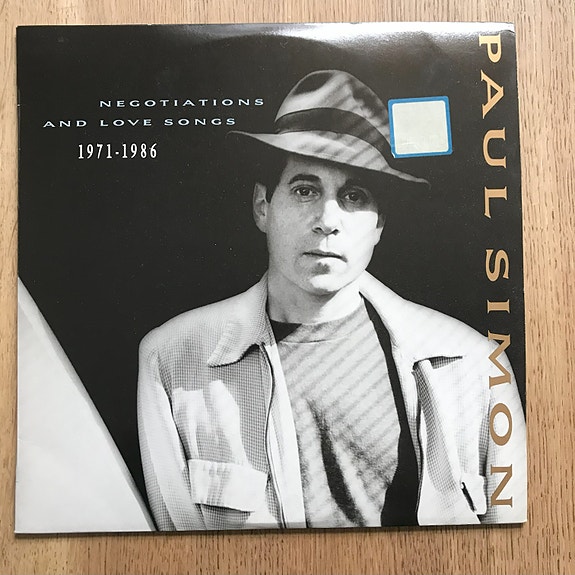 NEGOTIATIONS
AND LOVE SONGS
1971-1986
PAUL SIMON